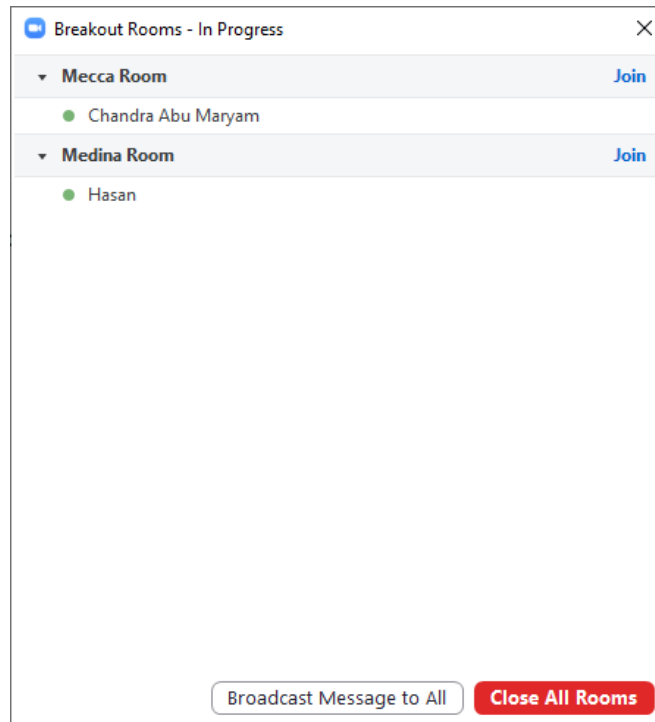 Breakout Rooms - In Progress
Mecca Room Join
Chandra Abu Maryam
Medina Room Join
Hasan
Broadcast Message to All Close All Rooms